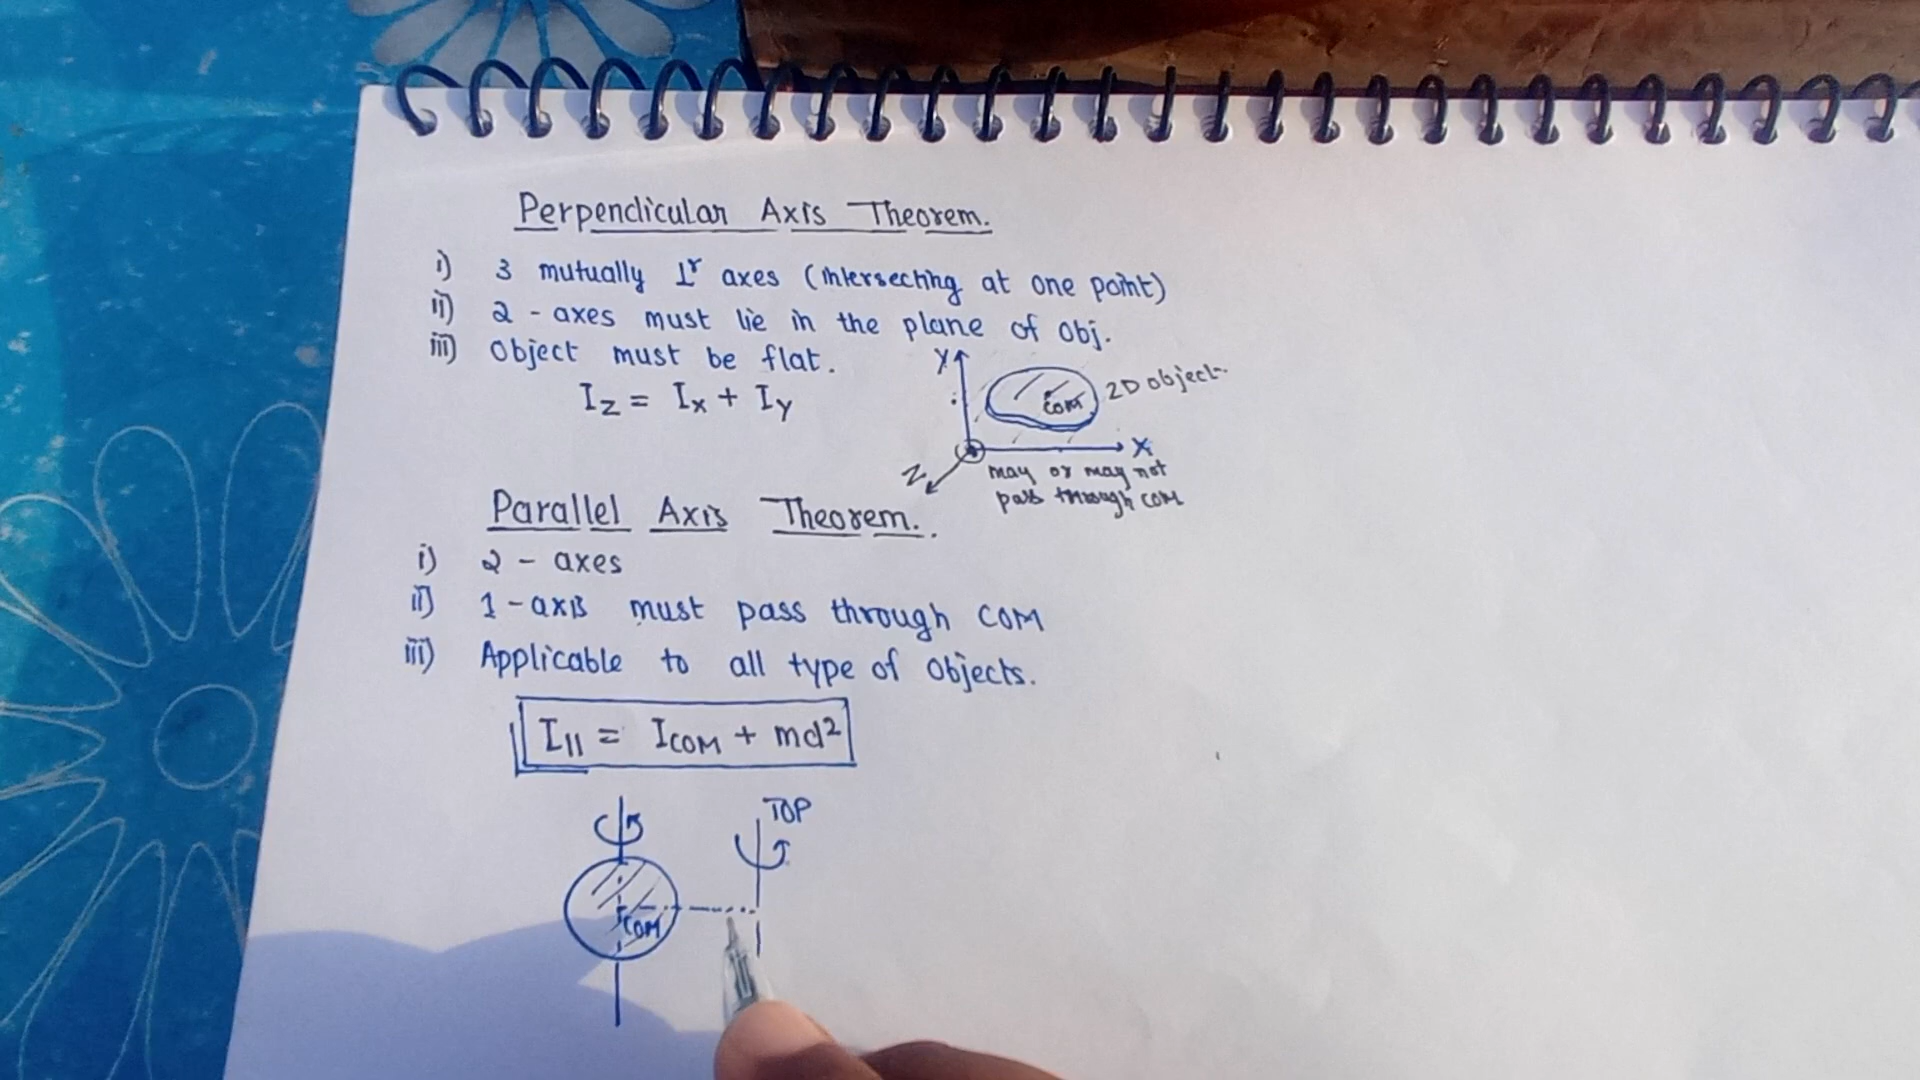 Perpendicular Axis Theorem.
i) 3 mutually ⊥r axes (intersecting at one point)
ii) 2 - axes must lie in the plane of Obj.
iii) Object must be flat.
Iz = Ix + Iy
Y
COM
2D object
X
Z
may or may not
pass through COM
Parallel Axis Theorem.
i) 2 - axes
ii) 1 - axis must pass through COM
iii) Applicable to all type of Objects.
I11 = ICOM + md²
TOP
COM